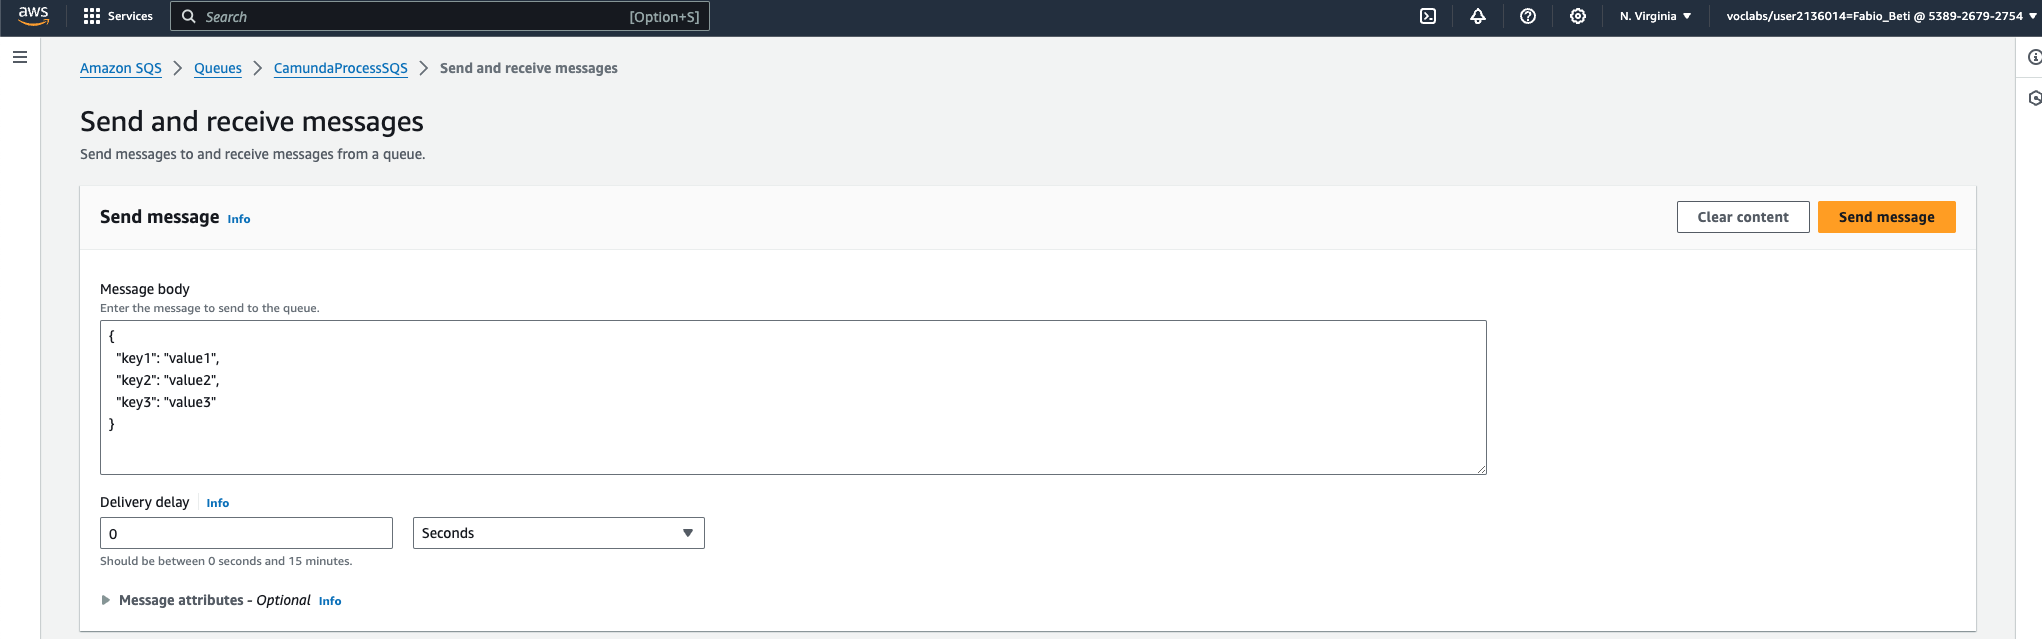 aws Services Search [Option+S] N. Virginia voclabs/user2136014=Fabio_Beti @ 5389-2679-2754
Amazon SQS Queues CamundaProcessSQS Send and receive messages
Send and receive messages
Send messages to and receive messages from a queue.
Send message Info Clear content Send message
Message body
Enter the message to send to the queue.
{
"key1": "value1",
"key2": "value2",
"key3": "value3"
}
Delivery delay Info
0 Seconds
Should be between 0 seconds and 15 minutes.
Message attributes - Optional Info